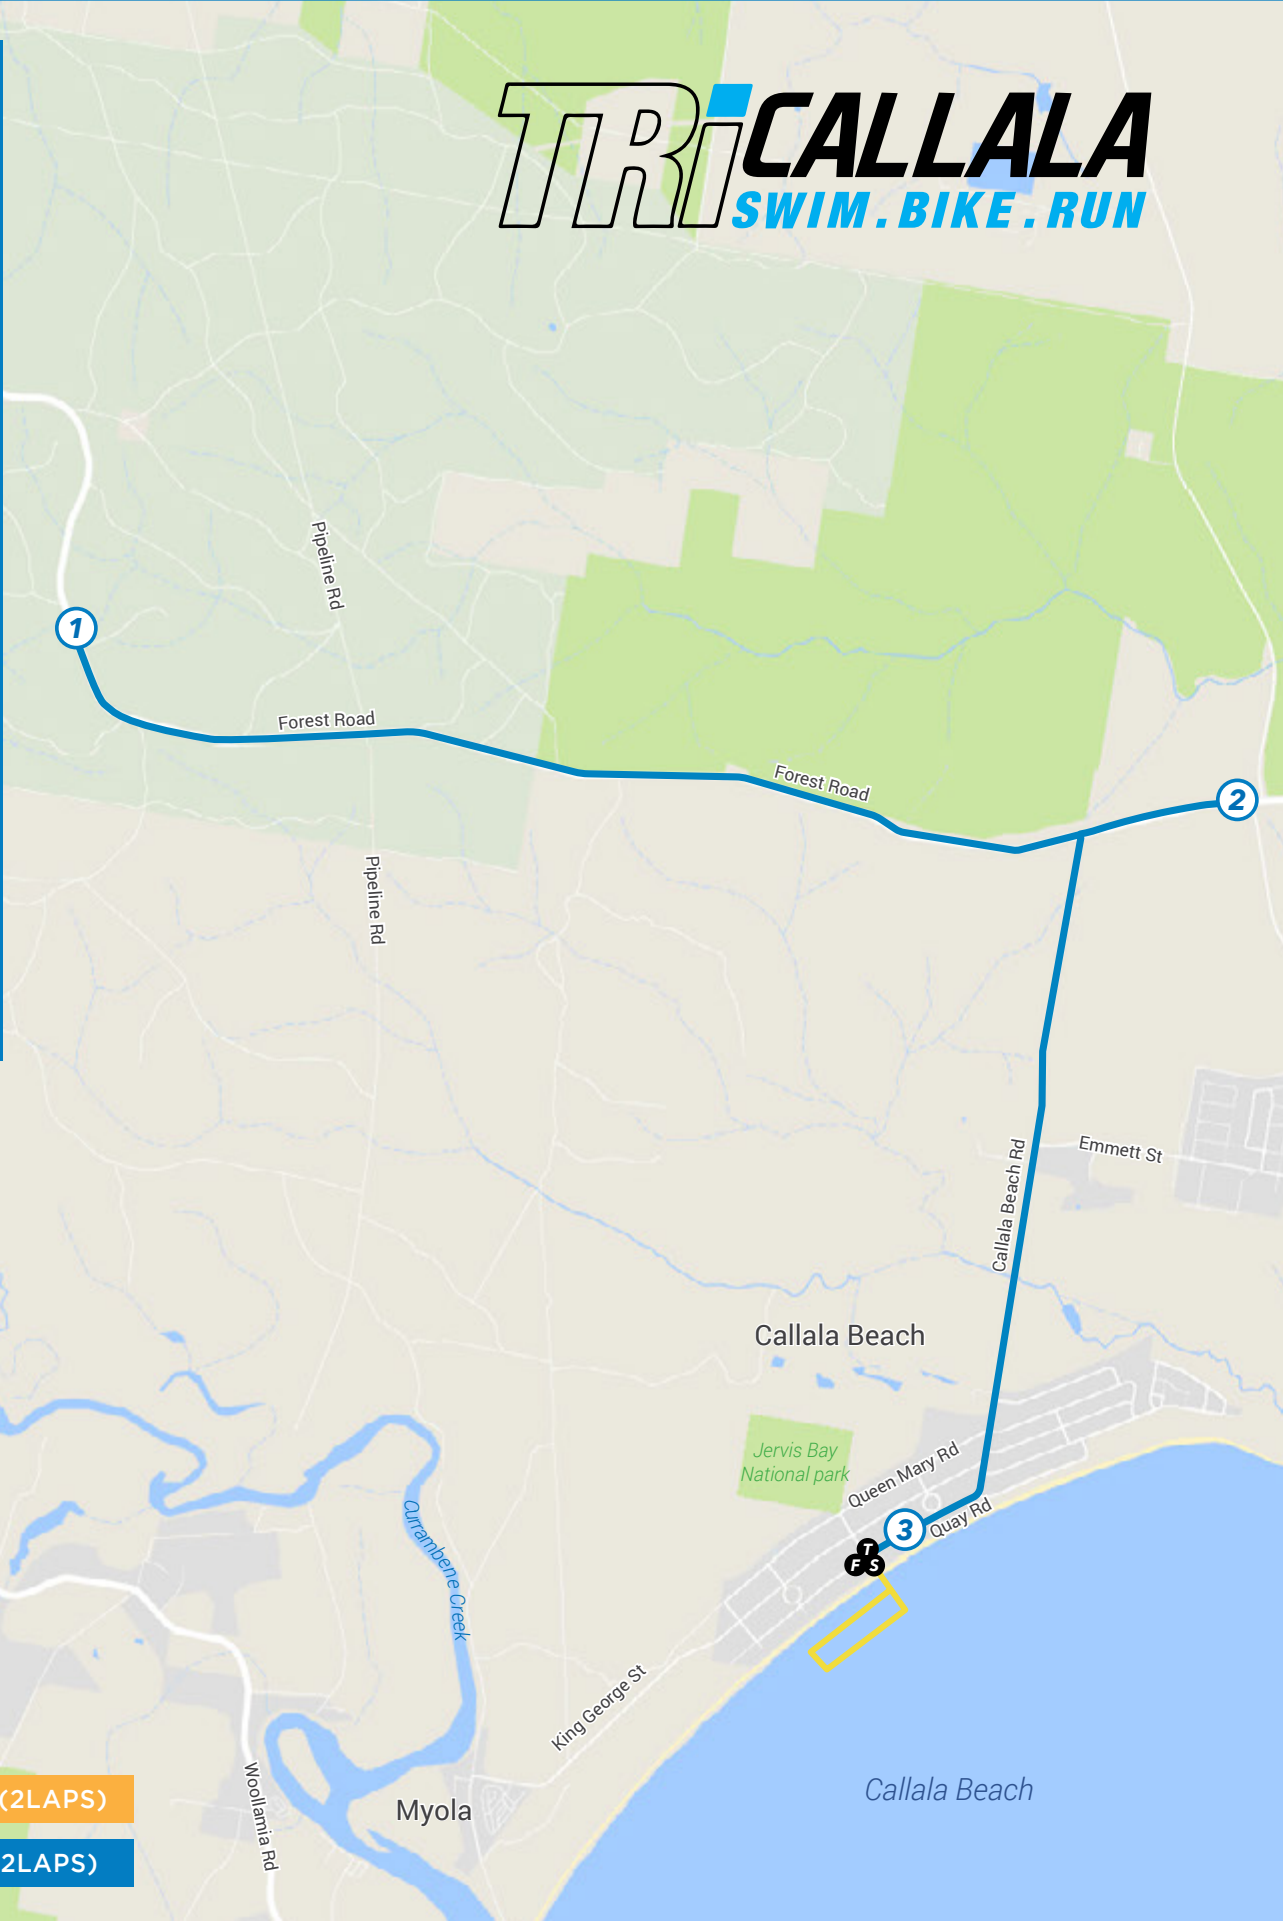 TRiCALLALA
SWIM.BIKE.RUN
Pipeline Rd
1
Forest Road
Forest Road
2
Pipeline Rd
Emmett St
Callala Beach Rd
Callala Beach
Jervis Bay
National park
Queen Mary Rd
Quay Rd
3
T
F S
Currambene Creek
King George St
(2LAPS)
Woollamia Rd
Myola
Callala Beach
2LAPS)